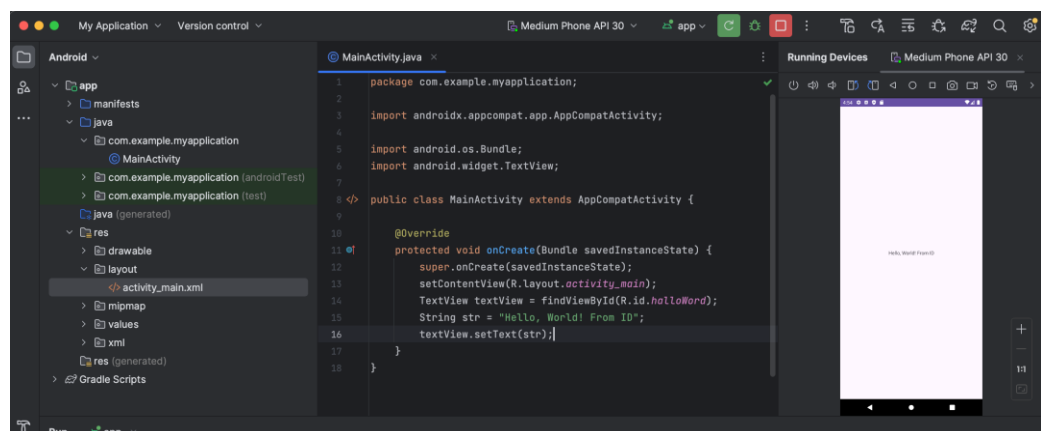 My Application
Version control
Medium Phone API 30
app
Android
MainActivity.java
Running Devices
Medium Phone API 30
app
manifests
java
com.example.myapplication
MainActivity
com.example.myapplication (androidTest)
com.example.myapplication (test)
java (generated)
res
drawable
layout
activity_main.xml
mipmap
values
xml
res (generated)
Gradle Scripts
1 package com.example.myapplication;
2
3 import androidx.appcompat.app.AppCompatActivity;
4
5 import android.os.Bundle;
6 import android.widget.TextView;
7
8 public class MainActivity extends AppCompatActivity {
9
10 @Override
11 protected void onCreate(Bundle savedInstanceState) {
12 super.onCreate(savedInstanceState);
13 setContentView(R.layout.activity_main);
14 TextView textView = findViewById(R.id.halloWord);
15 String str = "Hello, World! From ID";
16 textView.setText(str);
17 }
18 }
4:54
Hello, World! From ID
1:1
Run
app